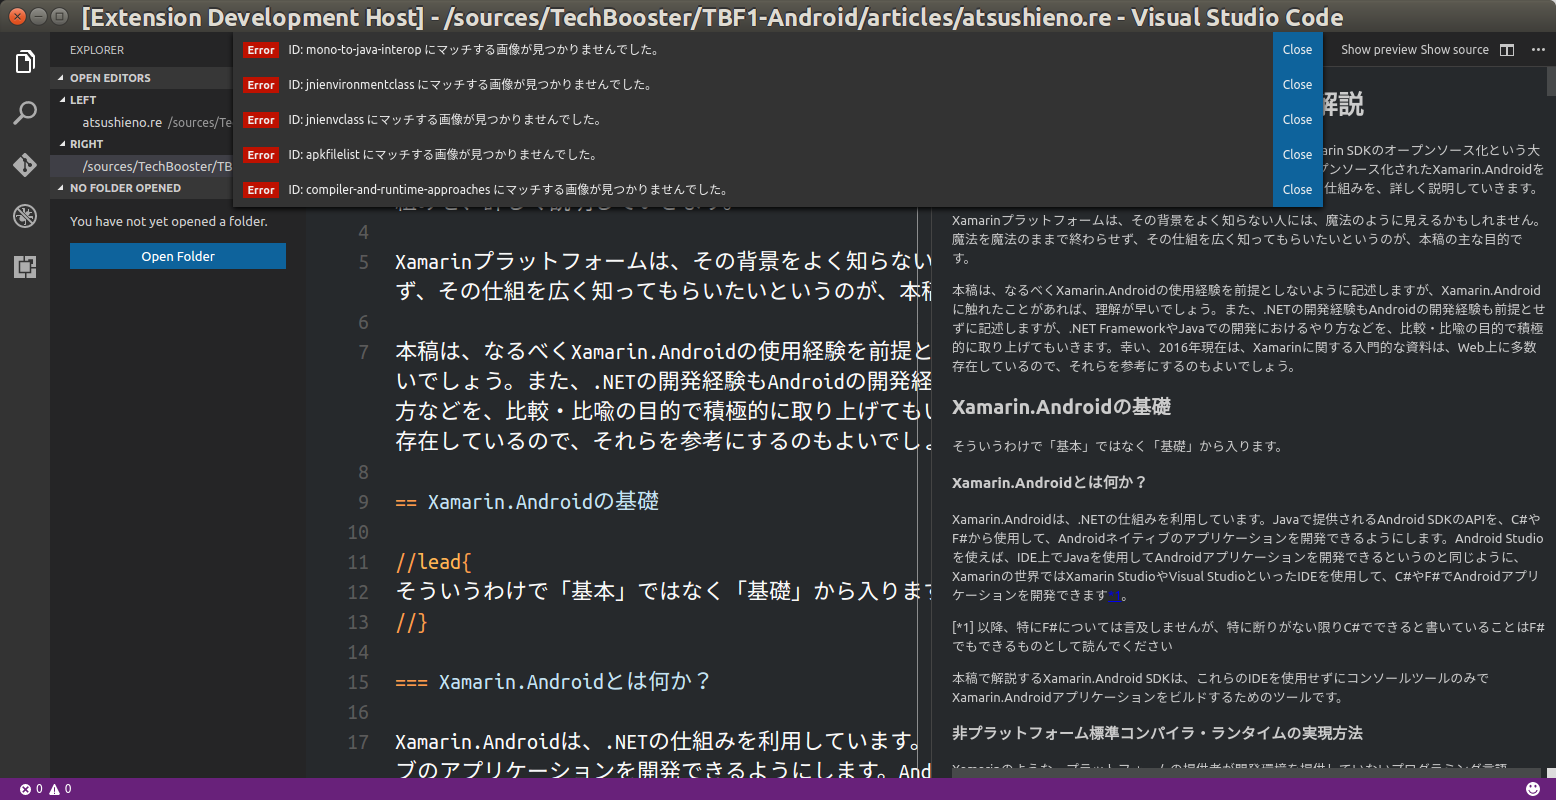 [Extension Development Host] - /sources/TechBooster/TBF1-Android/articles/atsushieno.re - Visual Studio Code
EXPLORER
OPEN EDITORS
LEFT
atsushieno.re /sources/Te
RIGHT
/sources/TechBooster/TB
NO FOLDER OPENED
You have not yet opened a folder.
Open Folder
Error ID: mono-to-java-interop にマッチする画像が見つかりませんでした。 Close
Error ID: jnienvironmentclass にマッチする画像が見つかりませんでした。 Close
Error ID: jnienvclass にマッチする画像が見つかりませんでした。 Close
Error ID: apkfilelist にマッチする画像が見つかりませんでした。 Close
Error ID: compiler-and-runtime-approaches にマッチする画像が見つかりませんでした。 Close
4
5 Xamarinプラットフォームは、その背景をよく知らない
ず、その仕組を広く知ってもらいたいというのが、本稿
6
7 本稿は、なるべくXamarin.Androidの使用経験を前提と
いでしょう。また、.NETの開発経験もAndroidの開発経
方などを、比較・比喩の目的で積極的に取り上げてもい
存在しているので、それらを参考にするのもよいでしょ
8
9 == Xamarin.Androidの基礎
10
11 //lead{
12 そういうわけで「基本」ではなく「基礎」から入ります
13 //}
14
15 === Xamarin.Androidとは何か？
16
17 Xamarin.Androidは、.NETの仕組みを利用しています。
ブのアプリケーションを開発できるようにします。And
Show preview Show source
解説
arin SDKのオープンソース化という大
プンソース化されたXamarin.Androidを
仕組みを、詳しく説明していきます。
Xamarinプラットフォームは、その背景をよく知らない人には、魔法のように見えるかもしれません。
魔法を魔法のままで終わらせず、その仕組を広く知ってもらいたいというのが、本稿の主な目的で
す。
本稿は、なるべくXamarin.Androidの使用経験を前提としないように記述しますが、Xamarin.Android
に触れたことがあれば、理解が早いでしょう。また、.NETの開発経験もAndroidの開発経験も前提とせ
ずに記述しますが、.NET FrameworkやJavaでの開発におけるやり方などを、比較・比喩の目的で積極
的に取り上げてもいきます。幸い、2016年現在は、Xamarinに関する入門的な資料は、Web上に多数
存在しているので、それらを参考にするのもよいでしょう。
Xamarin.Androidの基礎
そういうわけで「基本」ではなく「基礎」から入ります。
Xamarin.Androidとは何か？
Xamarin.Androidは、.NETの仕組みを利用しています。Javaで提供されるAndroid SDKのAPIを、C#や
F#から使用して、Androidネイティブのアプリケーションを開発できるようにします。Android Studio
を使えば、IDE上でJavaを使用してAndroidアプリケーションを開発できるというのと同じように、
Xamarinの世界ではXamarin StudioやVisual StudioといったIDEを使用して、C#やF#でAndroidアプリ
ケーションを開発できます*1。
[*1] 以降、特にF#については言及しませんが、特に断りがない限りC#でできると書いていることはF#
でもできるものとして読んでください
本稿で解説するXamarin.Android SDKは、これらのIDEを使用せずにコンソールツールのみで
Xamarin.Androidアプリケーションをビルドするためのツールです。
非プラットフォーム標準コンパイラ・ランタイムの実現方法
0 0